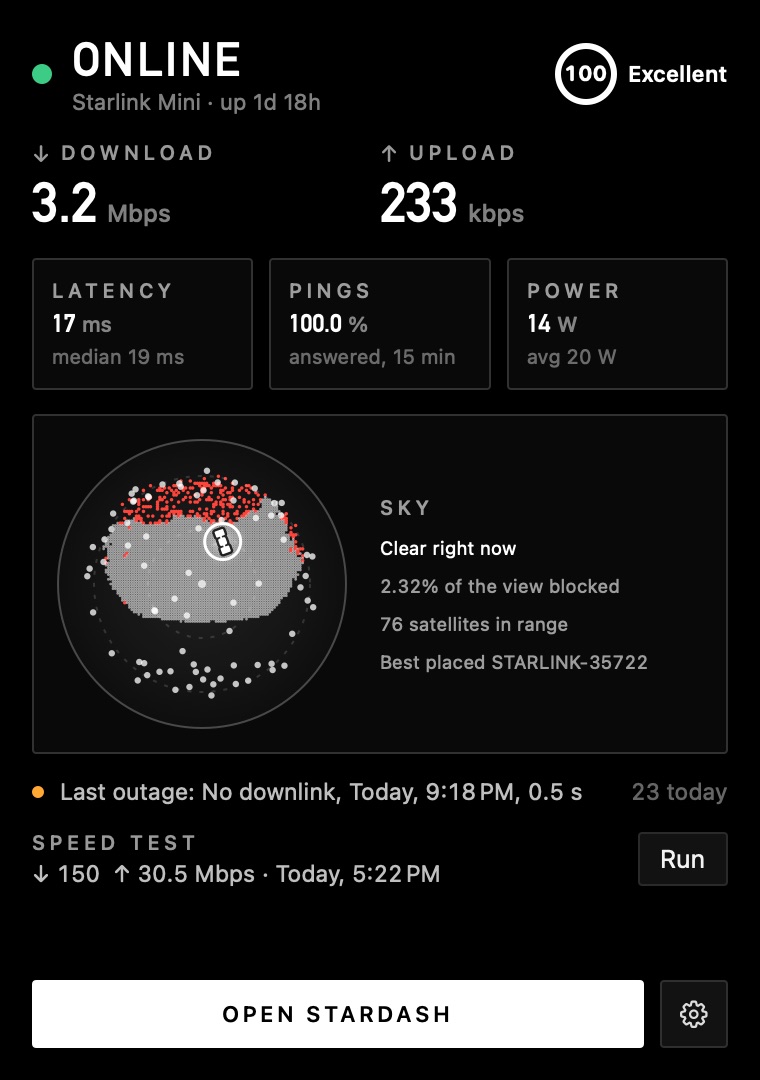 ONLINE
Starlink Mini · up 1d 18h
100 Excellent
↓ DOWNLOAD
3.2 Mbps
↑ UPLOAD
233 kbps
LATENCY
17 ms
median 19 ms
PINGS
100.0 %
answered, 15 min
POWER
14 W
avg 20 W
SKY
Clear right now
2.32% of the view blocked
76 satellites in range
Best placed STARLINK-35722
Last outage: No downlink, Today, 9:18 PM, 0.5 s 23 today
SPEED TEST
↓ 150 ↑ 30.5 Mbps · Today, 5:22 PM
Run
OPEN STARDASH